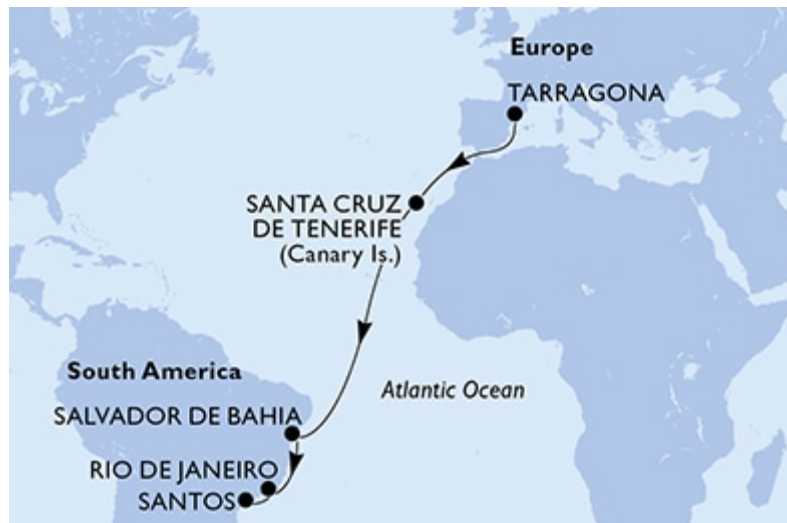 Europe
TARRAGONA
SANTA CRUZ
DE TENERIFE
(Canary Is.)
South America
Atlantic Ocean
SALVADOR DE BAHIA
RIO DE JANEIRO
SANTOS